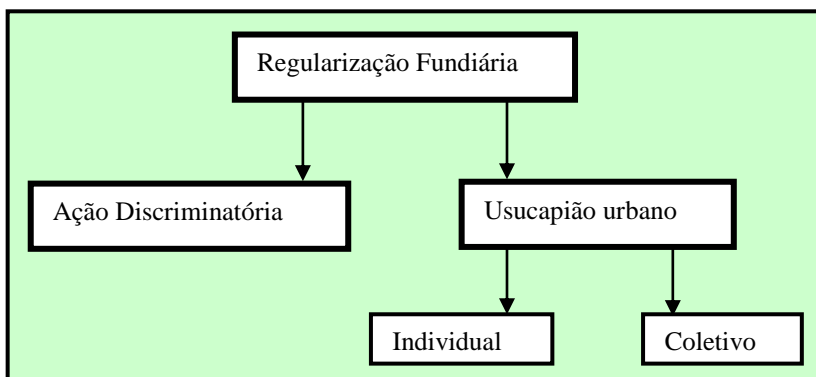 Regularização Fundiária
Ação Discriminatória
Usucapião urbano
Individual
Coletivo